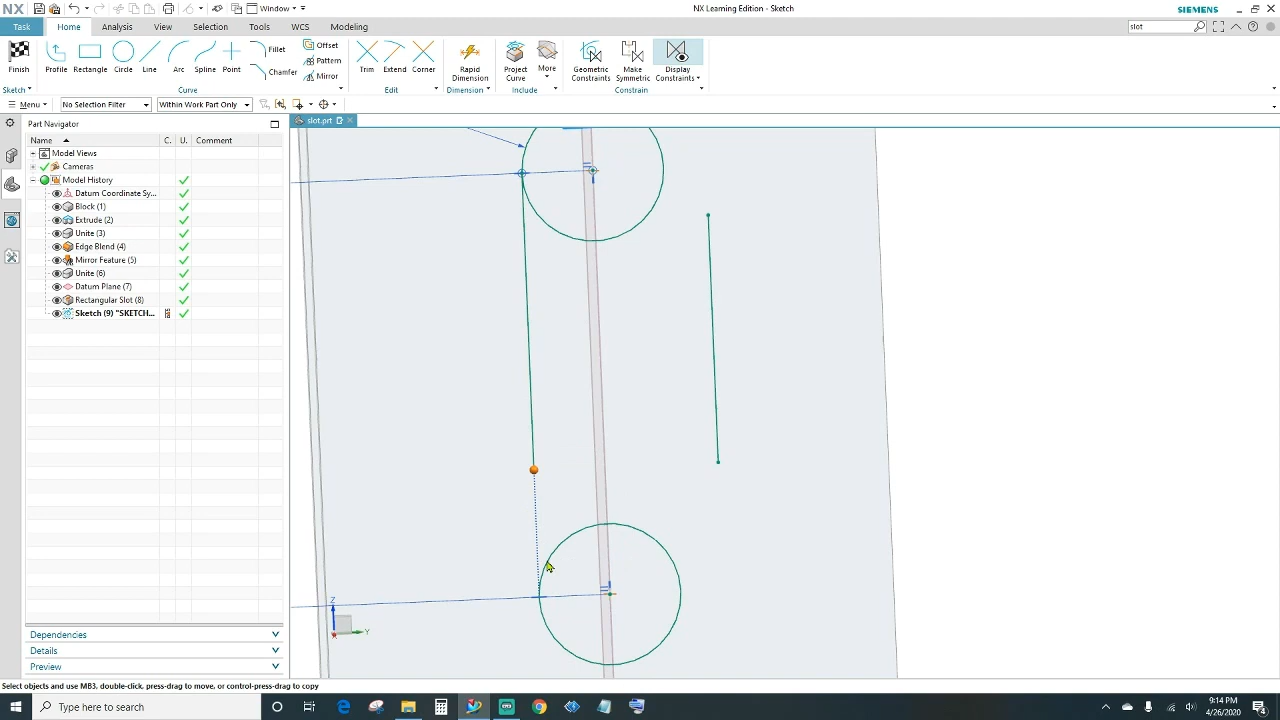 NX
Window
NX Learning Edition - Sketch
SIEMENS
Task
Home
Analysis
View
Selection
Tools
WCS
Modeling
slot
Finish
Profile
Rectangle
Circle
Line
Arc
Spline
Point
Fillet
Chamfer
Offset
Pattern
Mirror
Trim
Extend
Corner
Rapid
Dimension
Project
Curve
More
Geometric
Constraints
Make
Symmetric
Display
Constraints
Sketch
Curve
Edit
Dimension
Include
Constrain
Menu
No Selection Filter
Within Work Part Only
Part Navigator
slot.prt
Name
C.
U.
Comment
Model Views
Cameras
Model History
Datum Coordinate Sy...
Block (1)
Extrude (2)
Unite (3)
Edge Blend (4)
Mirror Feature (5)
Unite (6)
Datum Plane (7)
Rectangular Slot (8)
Sketch (9) "SKETCH...
Z
Y
X
Dependencies
Details
Preview
Select objects and use MB3, double-click, press-drag to move, or control-press-drag to copy
Type here to search
9:14 PM
4/26/2020